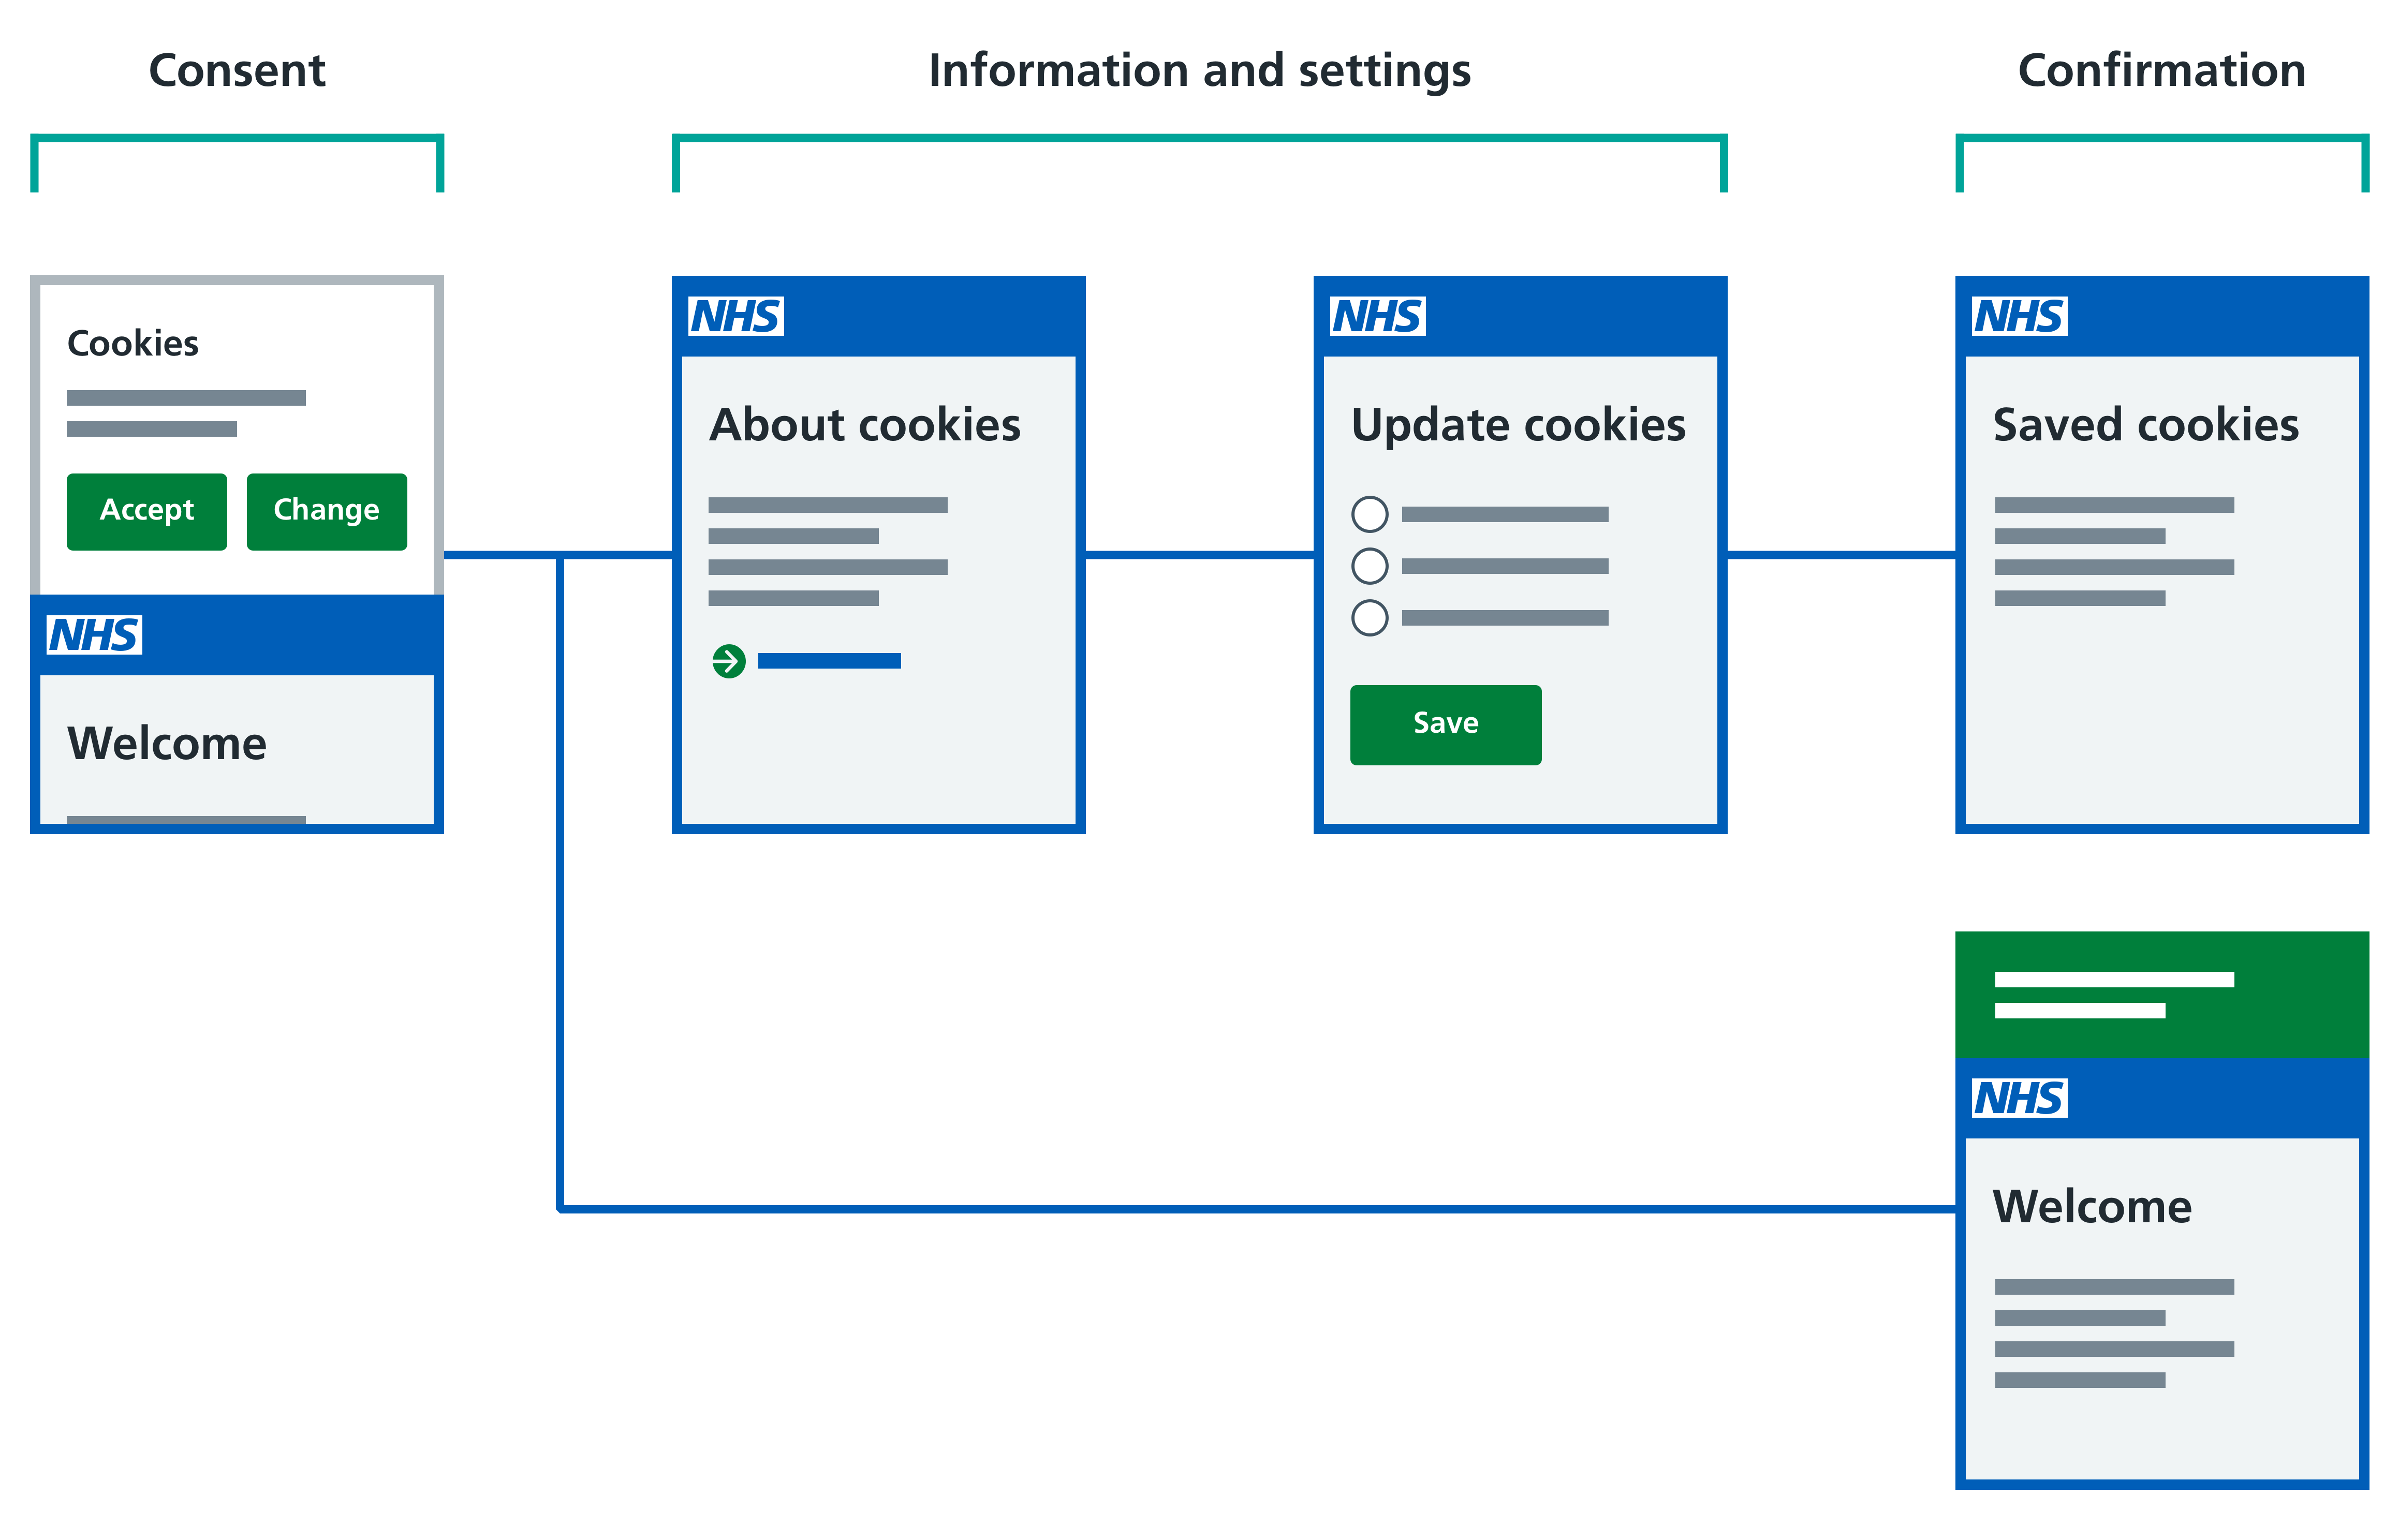 Consent
Information and settings
Confirmation
Cookies
Accept
Change
NHS
Welcome
NHS
About cookies
NHS
Update cookies
Save
NHS
Saved cookies
NHS
Welcome